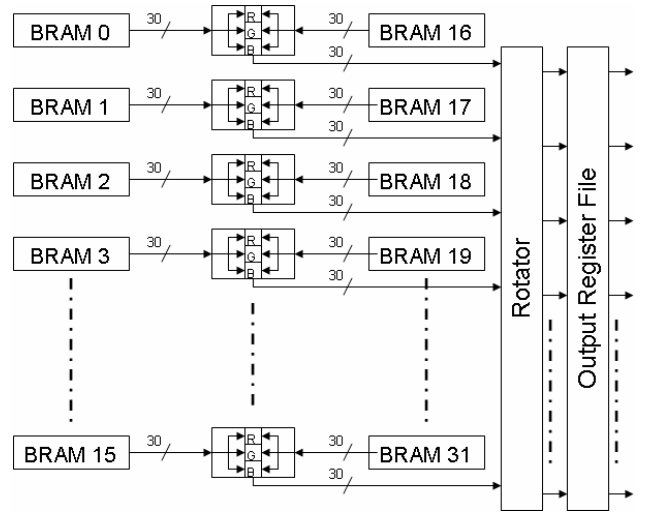 BRAM 0 30 R G B 30 BRAM 16
30
BRAM 1 30 R G B 30 BRAM 17
30
BRAM 2 30 R G B 30 BRAM 18
30
BRAM 3 30 R G B 30 BRAM 19
30
BRAM 15 30 R G B 30 BRAM 31
30
Rotator
Output Register File